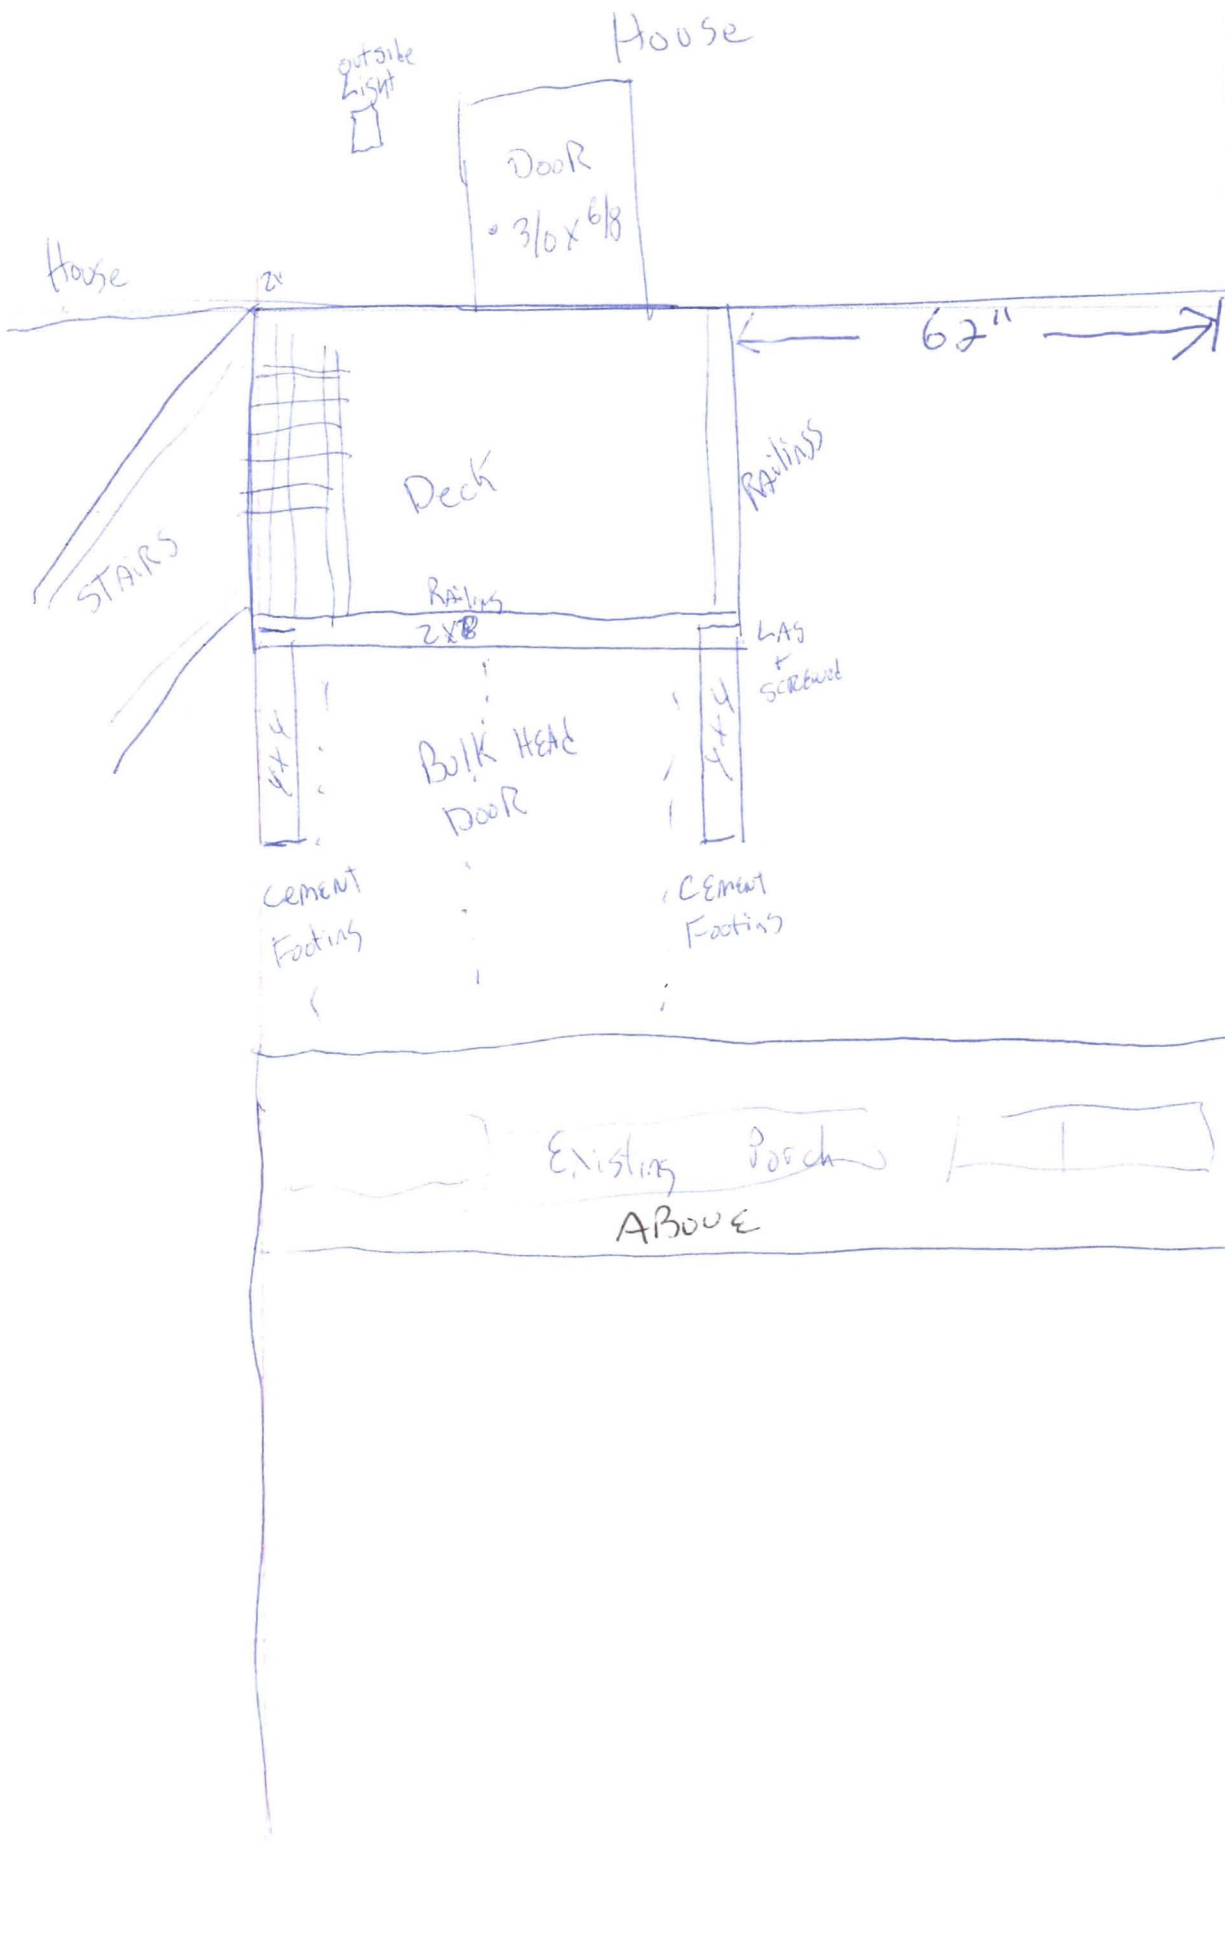 House
outside
Light
DOOR
3/0 x 6/8
House
2"
62"
Deck
RAilings
STAIRS
RAiling
2x8
LAG
+
SCREWED
4x4
4x4
BulK HEAd
DOOR
CEMENT
Footing
CEMENT
Footing
Existing Porch
ABOVE